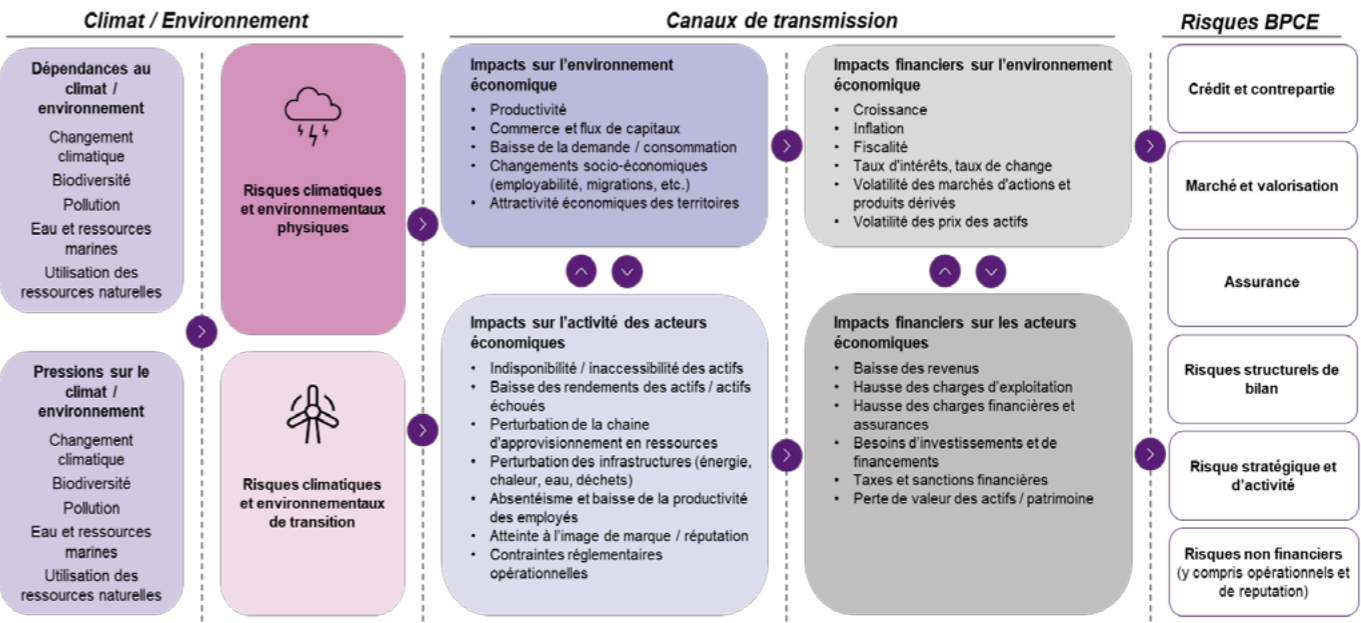 Climat / Environnement
Canaux de transmission
Risques BPCE
Dépendances au
climat /
environnement
Changement
climatique
Biodiversité
Pollution
Eau et ressources
marines
Utilisation des
ressources naturelles
Pressions sur le
climat /
environnement
Changement
climatique
Biodiversité
Pollution
Eau et ressources
marines
Utilisation des
ressources naturelles
Risques climatiques
et environnementaux
physiques
Risques climatiques
et environnementaux
de transition
Impacts sur l'environnement
économique
• Productivité
• Commerce et flux de capitaux
• Baisse de la demande / consommation
• Changements socio-économiques
(employabilité, migrations, etc.)
• Attractivité économiques des territoires
Impacts sur l'activité des acteurs
économiques
• Indisponibilité / inaccessibilité des actifs
• Baisse des rendements des actifs / actifs
échoués
• Perturbation de la chaine
d'approvisionnement en ressources
• Perturbation des infrastructures (énergie,
chaleur, eau, déchets)
• Absentéisme et baisse de la productivité
des employés
• Atteinte à l'image de marque / réputation
• Contraintes réglementaires
opérationnelles
Impacts financiers sur l'environnement
économique
• Croissance
• Inflation
• Fiscalité
• Taux d'intérêts, taux de change
• Volatilité des marchés d'actions et
produits dérivés
• Volatilité des prix des actifs
Impacts financiers sur les acteurs
économiques
• Baisse des revenus
• Hausse des charges d'exploitation
• Hausse des charges financières et
assurances
• Besoins d'investissements et de
financements
• Taxes et sanctions financières
• Perte de valeur des actifs / patrimoine
Crédit et contrepartie
Marché et valorisation
Assurance
Risques structurels de
bilan
Risque stratégique et
d'activité
Risques non financiers
(y compris opérationnels et
de reputation)